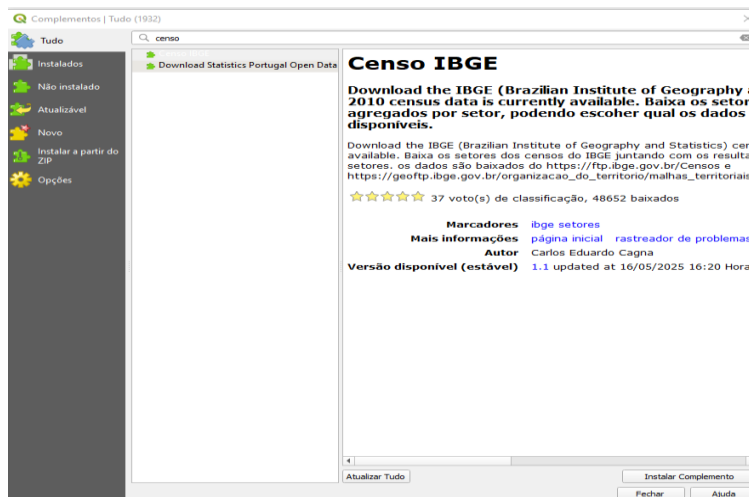 Complementos | Tudo (1932)
Tudo
censo
Instalados
Não instalado
Atualizável
Novo
Instalar a partir do
ZIP
Opções
Download Statistics Portugal Open Data
Censo IBGE
Download the IBGE (Brazilian Institute of Geography
2010 census data is currently available. Baixa os setor
agregados por setor, podendo escoher qual os dados
disponíveis.
Download the IBGE (Brazilian Institute of Geography and Statistics) cen
available. Baixa os setores dos censos do IBGE juntando com os resulta
setores. os dados são baixados do https://ftp.ibge.gov.br/Censos e
https://geoftp.ibge.gov.br/organizacao_do_territorio/malhas_territoriais
37 voto(s) de classificação, 48652 baixados
Marcadores ibge setores
Mais informações página inicial rastreador de problemas
Autor Carlos Eduardo Cagna
Versão disponível (estável) 1.1 updated at 16/05/2025 16:20 Hora
Atualizar Tudo
Instalar Complemento
Fechar
Ajuda